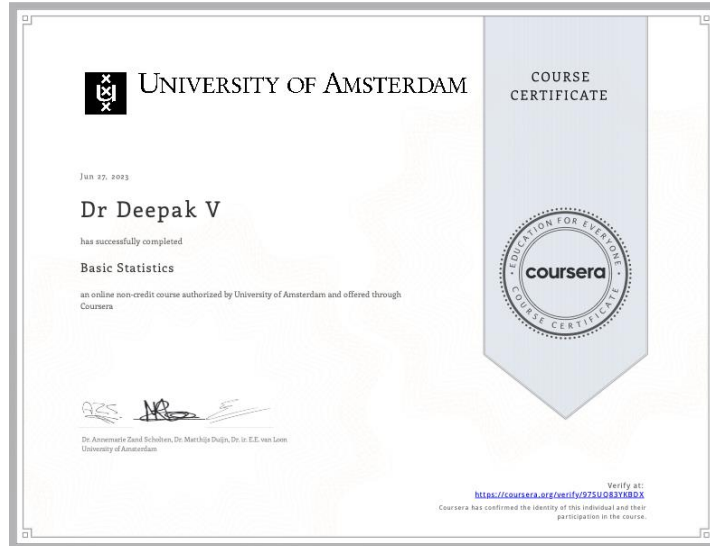 UNIVERSITY OF AMSTERDAM
COURSE
CERTIFICATE
Jun 27, 2023
Dr Deepak V
has successfully completed
Basic Statistics
an online non-credit course authorized by University of Amsterdam and offered through
Coursera
EDUCATION FOR EVERYONE
coursera
COURSE CERTIFICATE
Dr. Annemarie Zand Scholten, Dr. Matthijs Duijn, Dr. ir. E.E. van Loon
University of Amsterdam
Verify at:
https://coursera.org/verify/975UQ83YKBDX
Coursera has confirmed the identity of this individual and their
participation in the course.